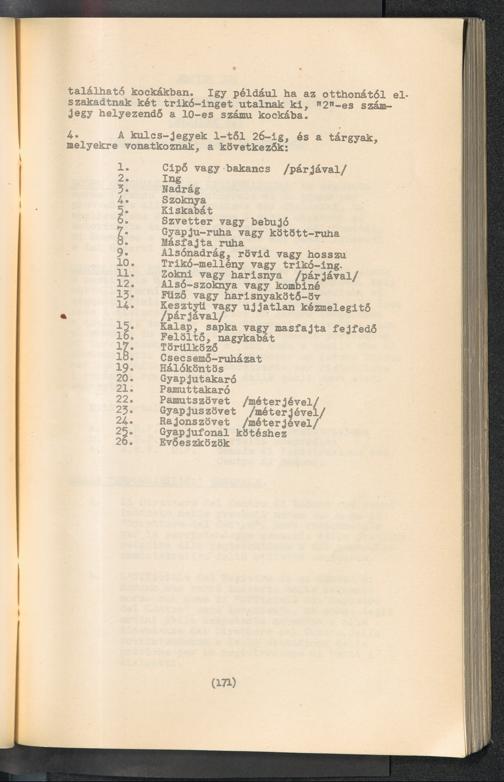 található kockákban.  Igy például ha az otthonától el-
szakadtnak két trikó-inget utalnak ki, "2"-es szám-
jegy helyezendő a 10-es számu kockába.
4.      A kulcs-jegyek 1-től 26-ig, és a tárgyak,
melyekre vonatkoznak, a következők:
1.      Cipő vagy bakancs  /párjával/
2.      Ing
3.      Nadrág
4.      Szoknya
5.      Kiskabát
6.      Szvetter vagy bebujó
7.      Gyapju-ruha vagy kötött-ruha
8.      Másfajta ruha
9.      Alsónadrág, rövid vagy hosszu
10.     Trikó-mellény vagy trikó-ing.
11.     Zokni vagy harisnya  /párjával/
12.     Alsó-szoknya vagy kombiné
13.     Füző vagy harisnyakötő-öv
14.     Kesztyü vagy ujjatlan kézmelegitő
/párjával/
15.     Kalap, sapka vagy masfajta fejfedő
16.     Felöltő, nagykabát
17.     Törülköző
18.     Csecsemő-ruházat
19.     Hálóköntös
20.     Gyapjutakaró
21.     Pamuttakaró
22.     Pamutszövet  /méterjével/
23.     Gyapjuszövet  /méterjével/
24.     Rajonszövet  /méterjével/
25.     Gyapjufonal kötéshez
26.     Evőeszközök
(171)